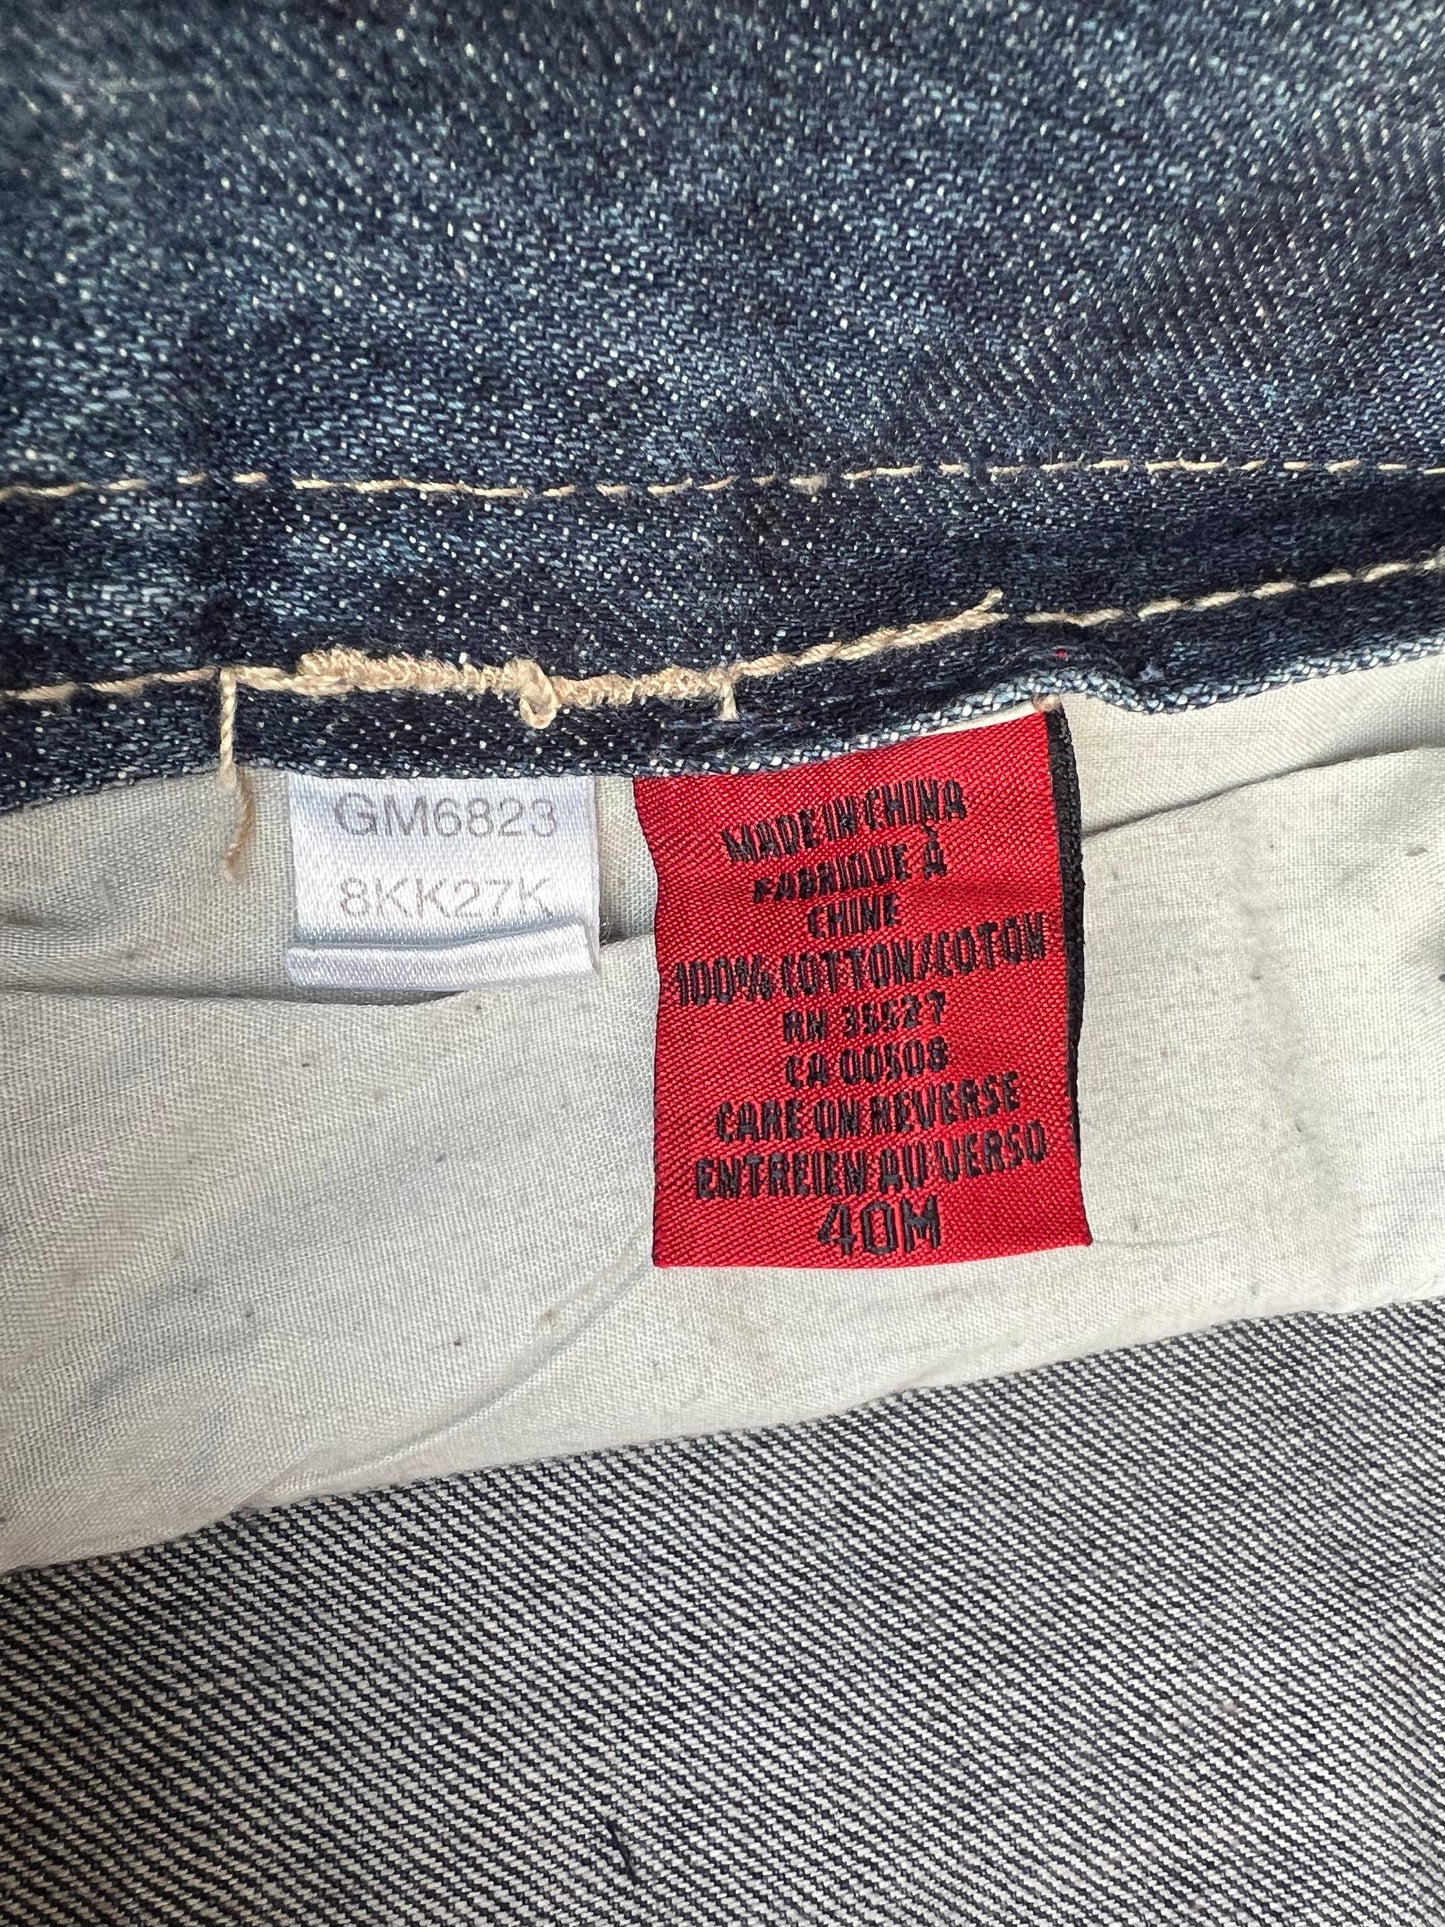 GM6823
8KK27K
MADE IN CHINA
FABRIQUE À
CHINE
100% COTTON/COTON
RN 35527
CA 00508
CARE ON REVERSE
ENTREIEN AU VERSO
40M